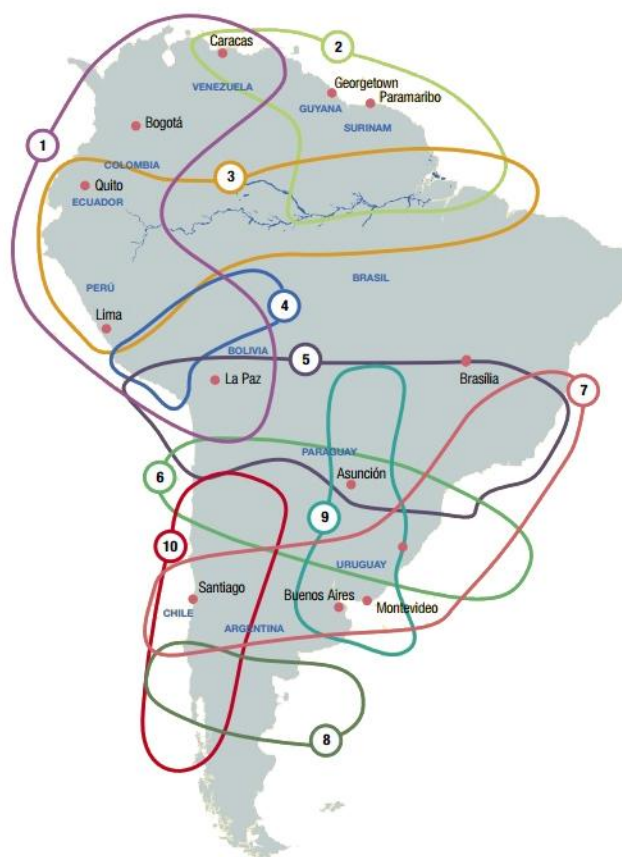 Caracas
2
VENEZUELA
Georgetown
GUYANA
Paramaribo
SURINAM
Bogotá
1
COLOMBIA
3
Quito
ECUADOR
BRASIL
PERÚ
4
Lima
BOLIVIA
5
La Paz
Brasília
7
PARAGUAY
6
Asunción
9
10
URUGUAY
Santiago
Buenos Aires
Montevideo
CHILE
ARGENTINA
8